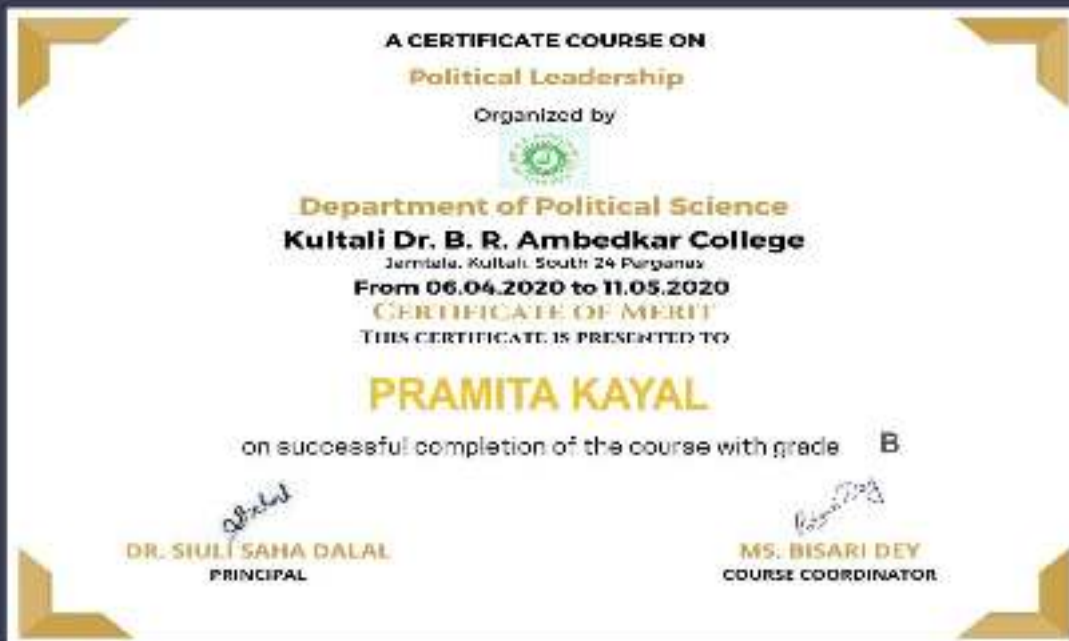 A CERTIFICATE COURSE ON
Political Leadership
Organized by
Department of Political Science
Kultali Dr. B. R. Ambedkar College
Jamtala, Kultali, South 24 Parganas
From 06.04.2020 to 11.05.2020
CERTIFICATE OF MERIT
THIS CERTIFICATE IS PRESENTED TO
PRAMITA KAYAL
on successful completion of the course with grade B
DR. SIULI SAHA DALAL
PRINCIPAL
MS. BISARI DEY
COURSE COORDINATOR